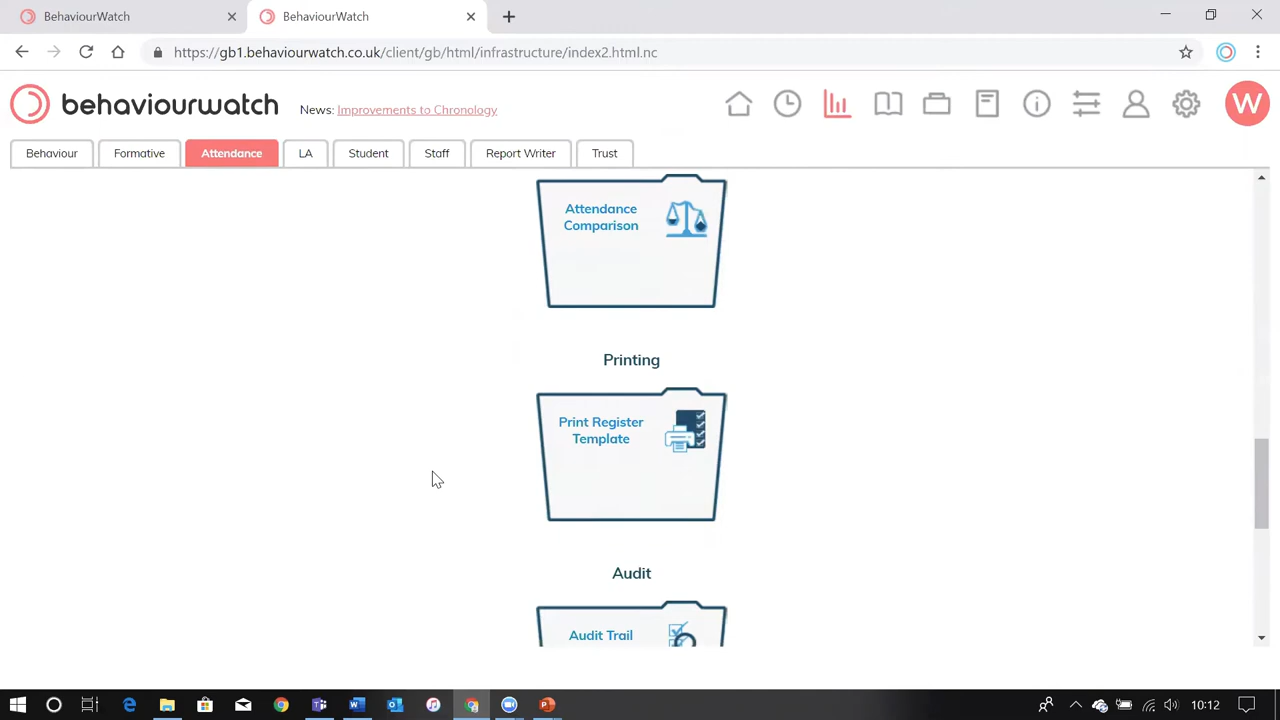 BehaviourWatch
BehaviourWatch
https://gb1.behaviourwatch.co.uk/client/gb/html/infrastructure/index2.html.nc
behaviourwatch
News: Improvements to Chronology
W
Behaviour
Formative
Attendance
LA
Student
Staff
Report Writer
Trust
Attendance
Comparison
Printing
Print Register
Template
Audit
Audit Trail
10:12